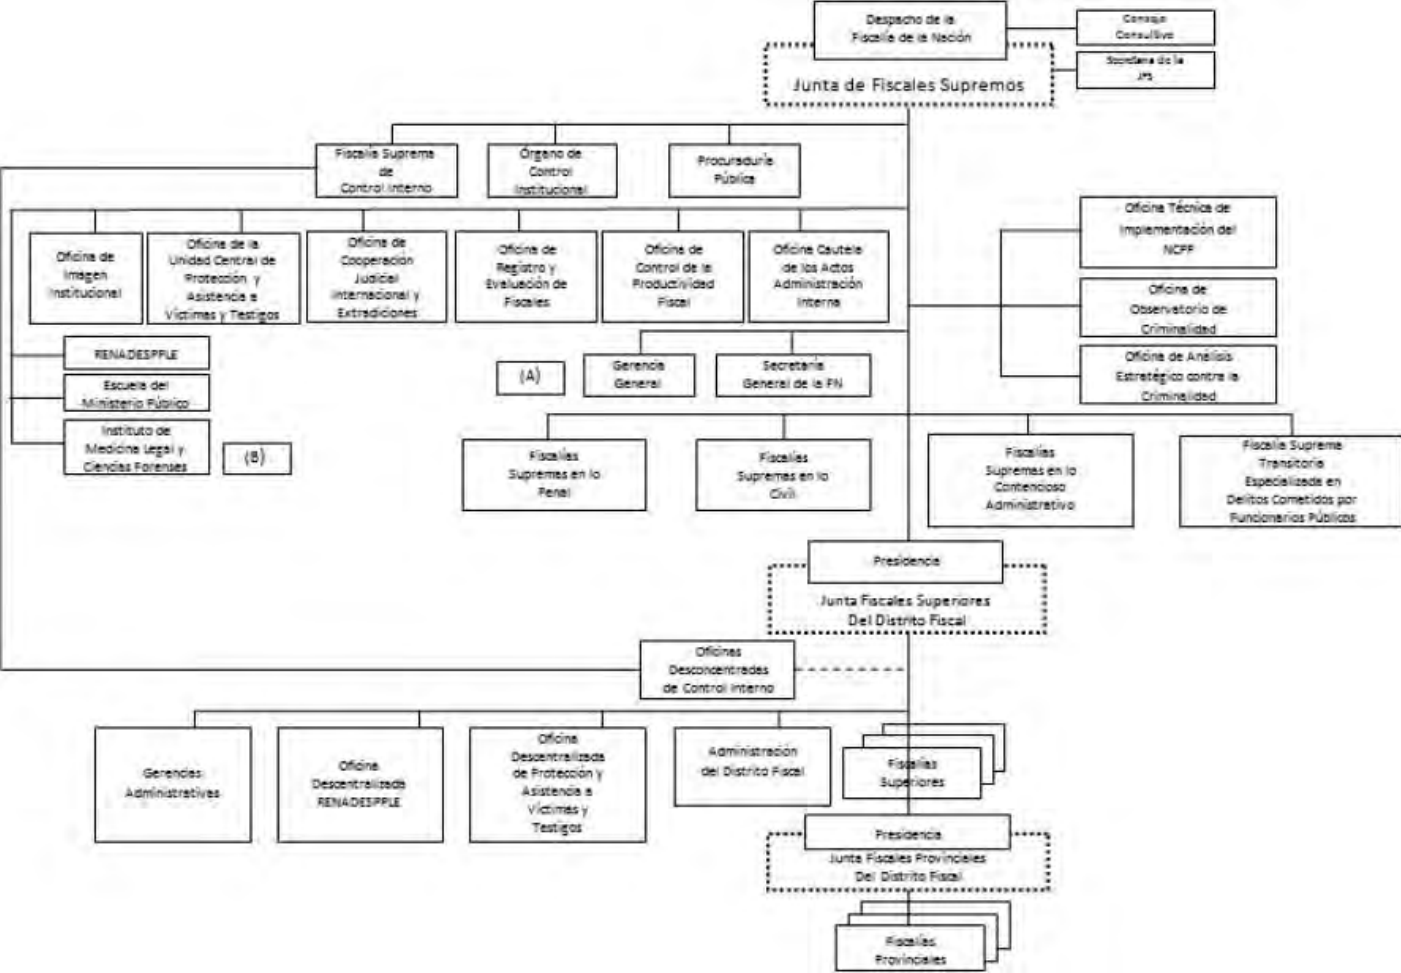 Despacho de la
Fiscalía de la Nación
Consejo
Consultivo
Secretaria de la
JFS
Junta de Fiscales Supremos
Fiscalía Suprema
de
Control Interno
Órgano de
Control
Institucional
Procuraduría
Pública
Oficina de
Imagen
Institucional
Oficina de la
Unidad Central de
Protección y
Asistencia a
Víctimas y Testigos
Oficina de
Cooperación
Judicial
Internacional y
Extradiciones
Oficina de
Registro y
Evaluación de
Fiscales
Oficina de
Control de la
Productividad
Fiscal
Oficina Cautela
de los Actos
Administración
Interna
Oficina Técnica de
Implementación del
NCPP
Oficina de
Observatorio de
Criminalidad
Oficina de Análisis
Estratégico contra la
Criminalidad
RENADESPPLE
Escuela del
Ministerio Público
Instituto de
Medicina Legal y
Ciencias Forenses
(B)
(A)
Gerencia
General
Secretaría
General de la FN
Fiscalías
Supremas en lo
Penal
Fiscalías
Supremas en lo
Civil
Fiscalías
Supremas en lo
Contencioso
Administrativo
Fiscalía Suprema
Transitoria
Especializada en
Delitos Cometidos por
Funcionarios Públicos
Presidencia
Junta Fiscales Superiores
Del Distrito Fiscal
Oficinas
Desconcentradas
de Control Interno
Gerencias
Administrativas
Oficina
Descentralizada
RENADESPPLE
Oficina
Descentralizada
de Protección y
Asistencia a
Víctimas y
Testigos
Administración
del Distrito Fiscal
Fiscalías
Superiores
Presidencia
Junta Fiscales Provinciales
Del Distrito Fiscal
Fiscalías
Provinciales